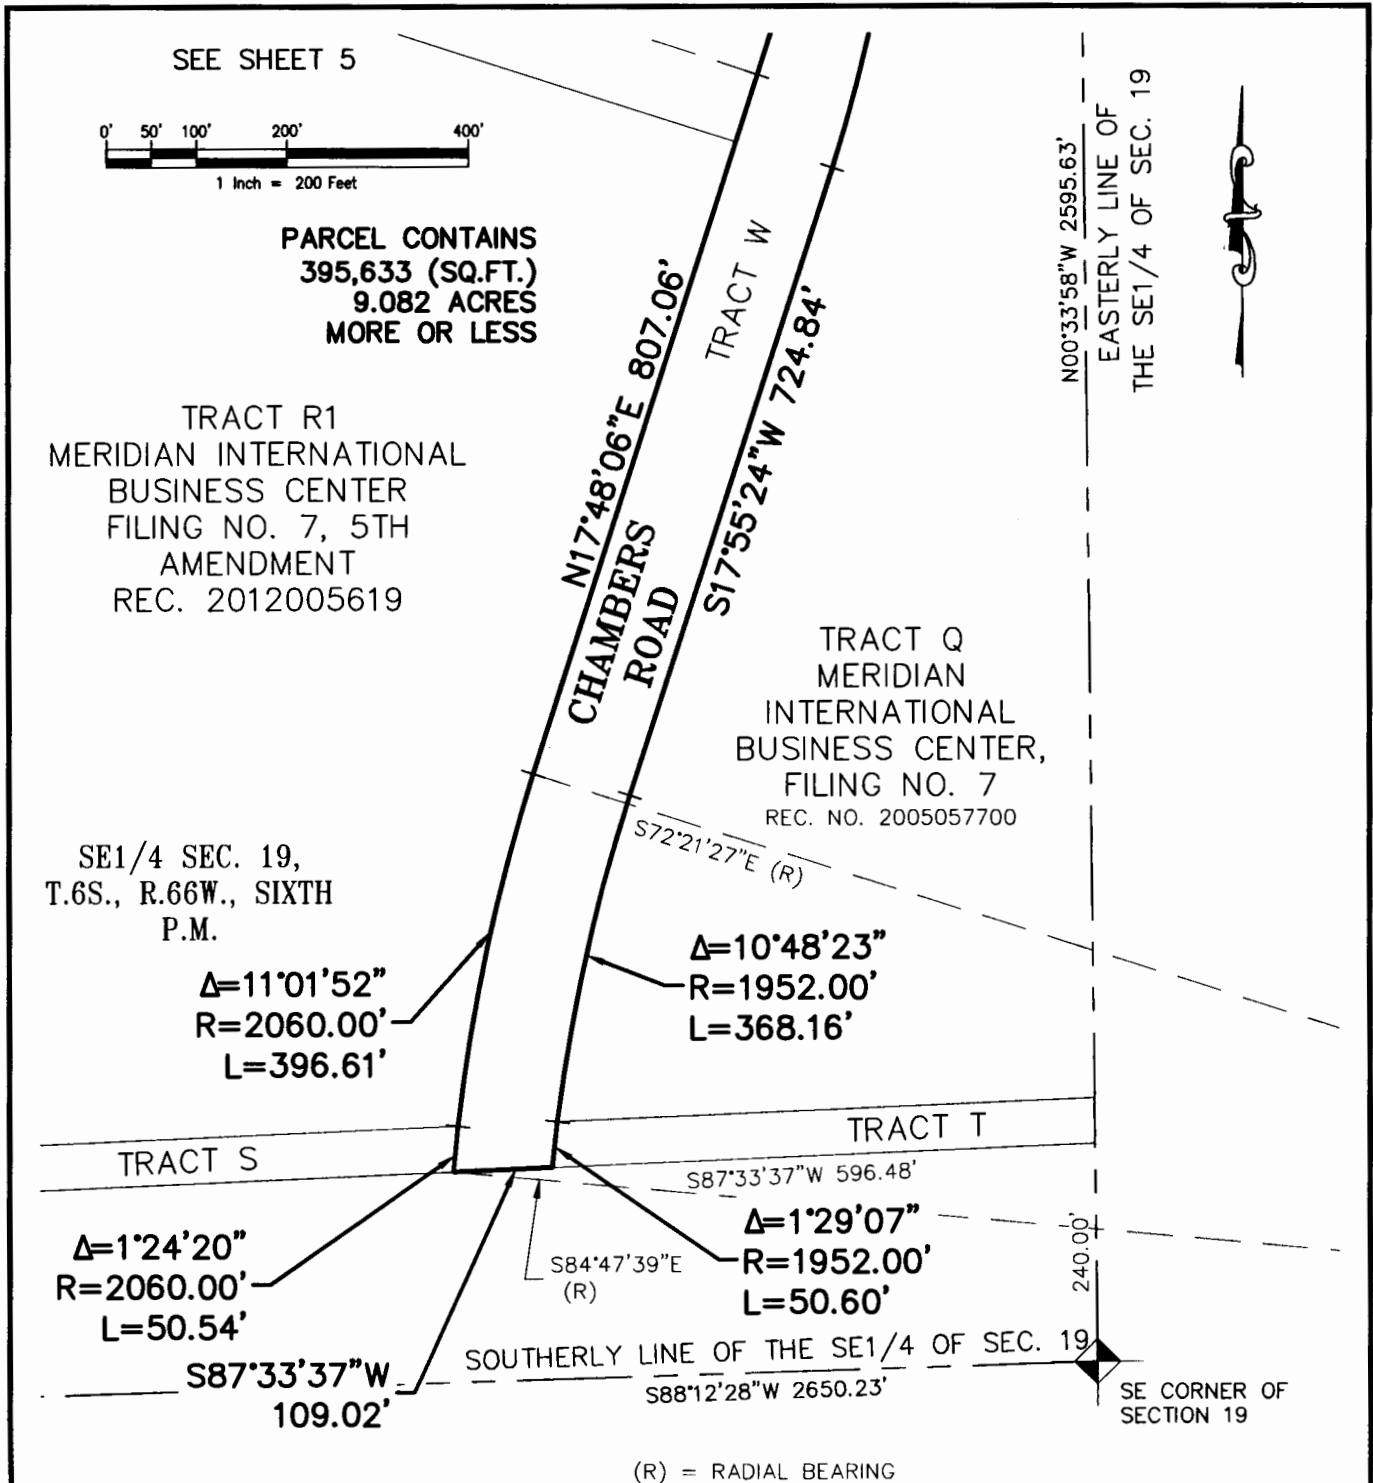 SEE SHEET 5
0' 50' 100' 200' 400'
1 Inch = 200 Feet
PARCEL CONTAINS
395,633 (SQ.FT.)
9.082 ACRES
MORE OR LESS
TRACT R1
MERIDIAN INTERNATIONAL
BUSINESS CENTER
FILING NO. 7, 5TH
AMENDMENT
REC. 2012005619
N17°48'06"E 807.06'
TRACT W
S17°55'24"W 724.84'
CHAMBERS
ROAD
N00°33'58"W 2595.63'
EASTERLY LINE OF
THE SE1/4 OF SEC. 19
TRACT Q
MERIDIAN
INTERNATIONAL
BUSINESS CENTER,
FILING NO. 7
REC. NO. 2005057700
S72°21'27"E (R)
SE1/4 SEC. 19,
T.6S., R.66W., SIXTH
P.M.
Δ=11°01'52"
R=2060.00'
L=396.61'
Δ=10°48'23"
R=1952.00'
L=368.16'
TRACT S
TRACT T
S87°33'37"W 596.48'
Δ=1°24'20"
R=2060.00'
L=50.54'
S84°47'39"E
(R)
Δ=1°29'07"
R=1952.00'
L=50.60'
240.00'
S87°33'37"W
109.02'
SOUTHERLY LINE OF THE SE1/4 OF SEC. 19
S88°12'28"W 2650.23'
SE CORNER OF
SECTION 19
(R) = RADIAL BEARING